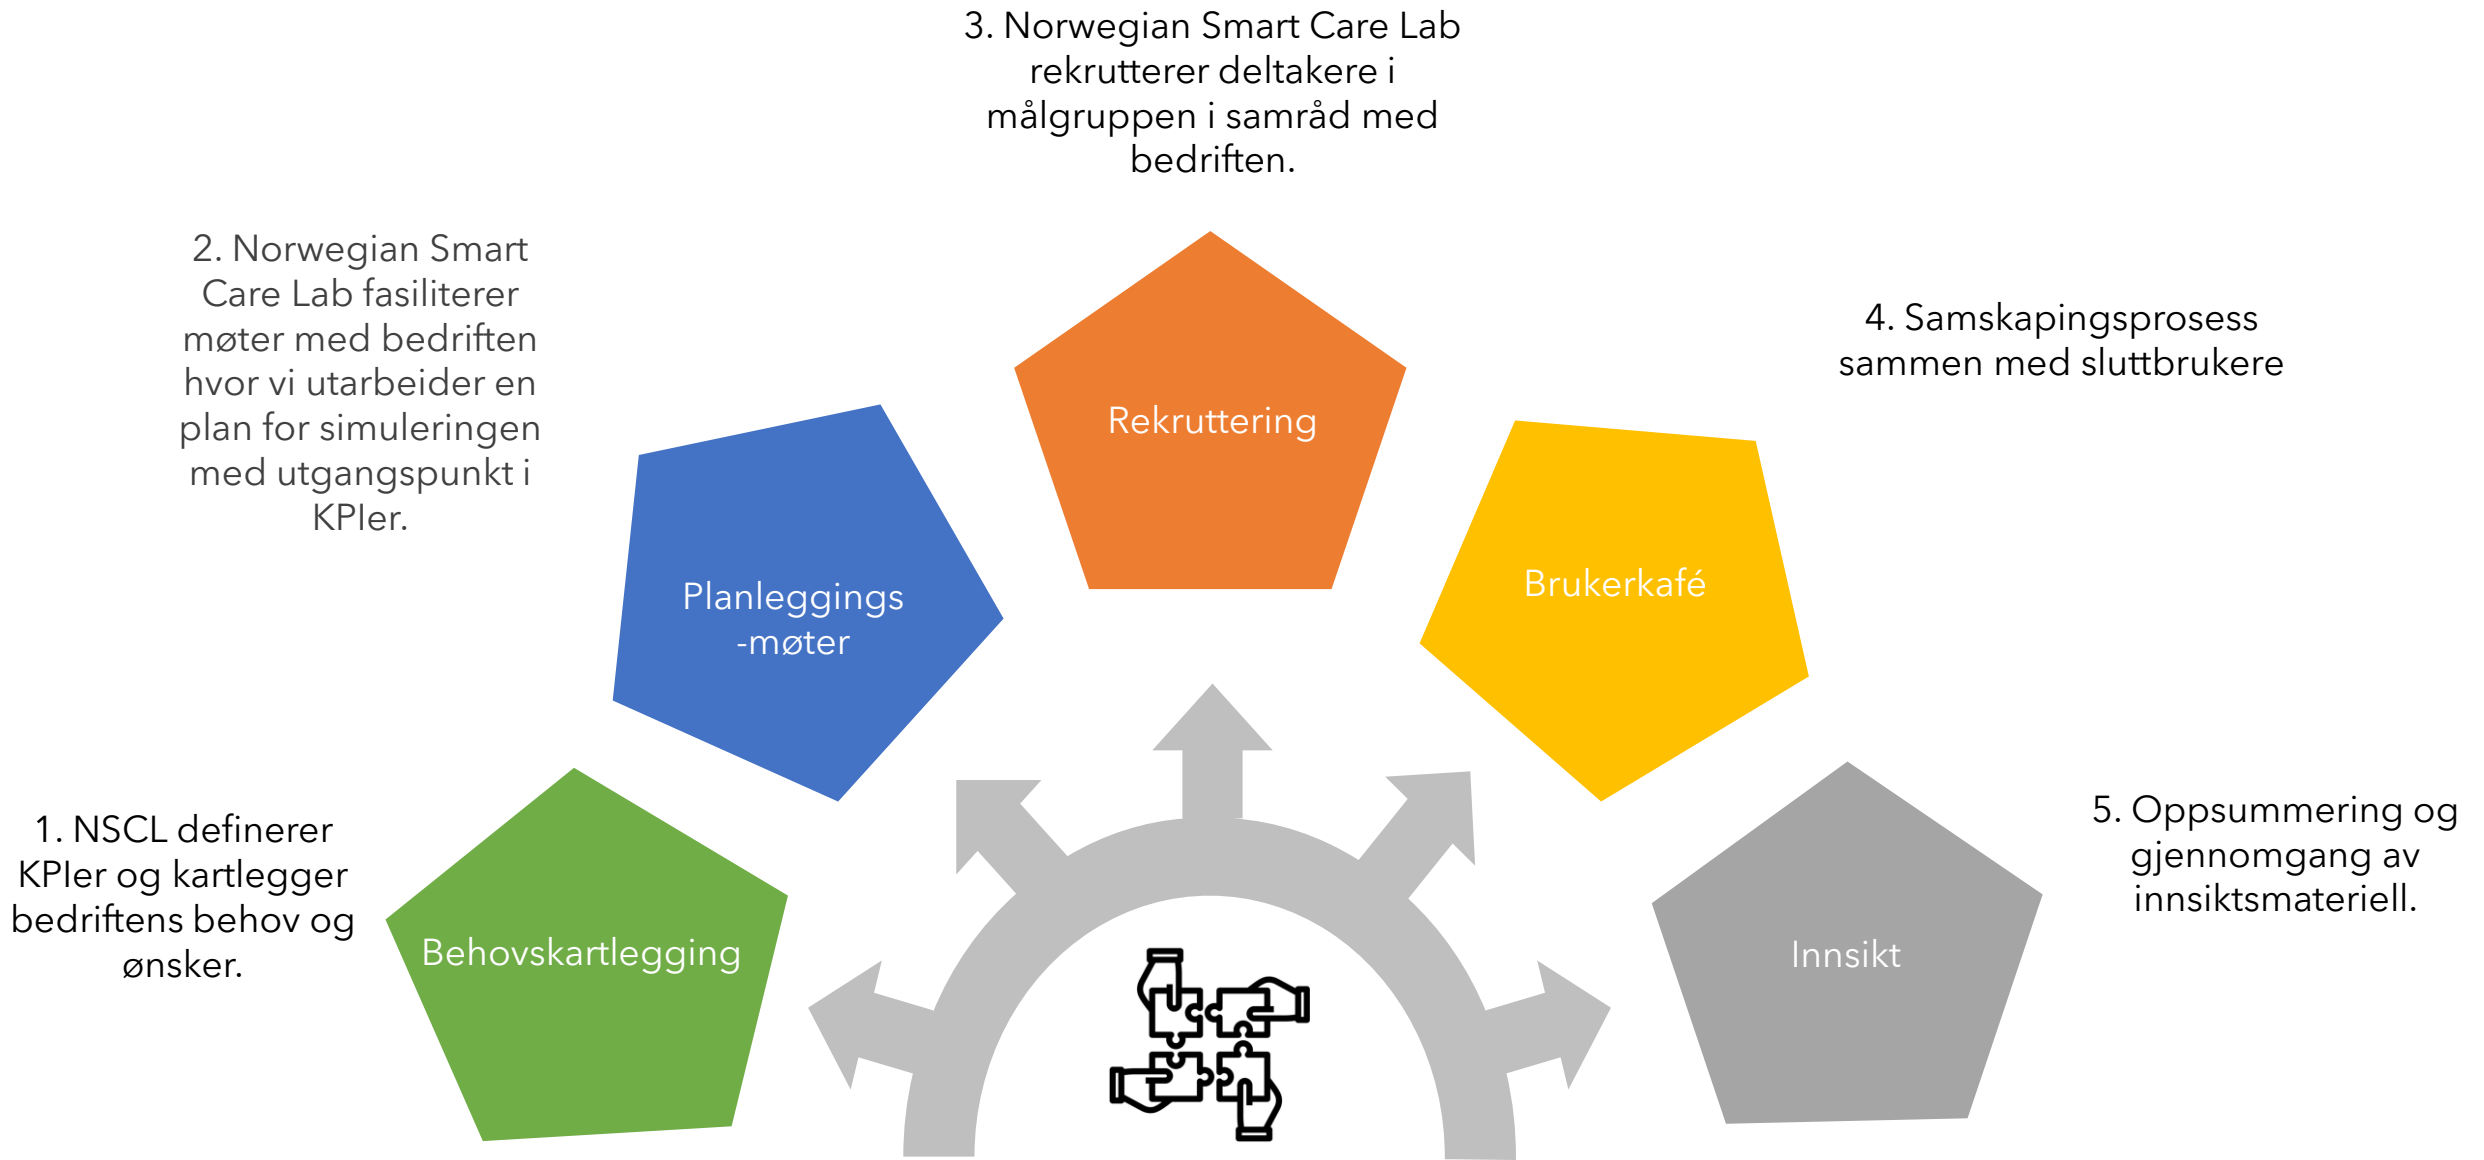 1. NSCL definerer
KPIer og kartlegger
bedriftens behov og
ønsker.
Behovskartlegging
2. Norwegian Smart
Care Lab fasiliterer
møter med bedriften
hvor vi utarbeider en
plan for simuleringen
med utgangspunkt i
KPIer.
Planleggings
-møter
3. Norwegian Smart Care Lab
rekrutterer deltakere i
målgruppen i samråd med
bedriften.
Rekruttering
4. Samskapingsprosess
sammen med sluttbrukere
Brukerkafé
5. Oppsummering og
gjennomgang av
innsiktsmateriell.
Innsikt